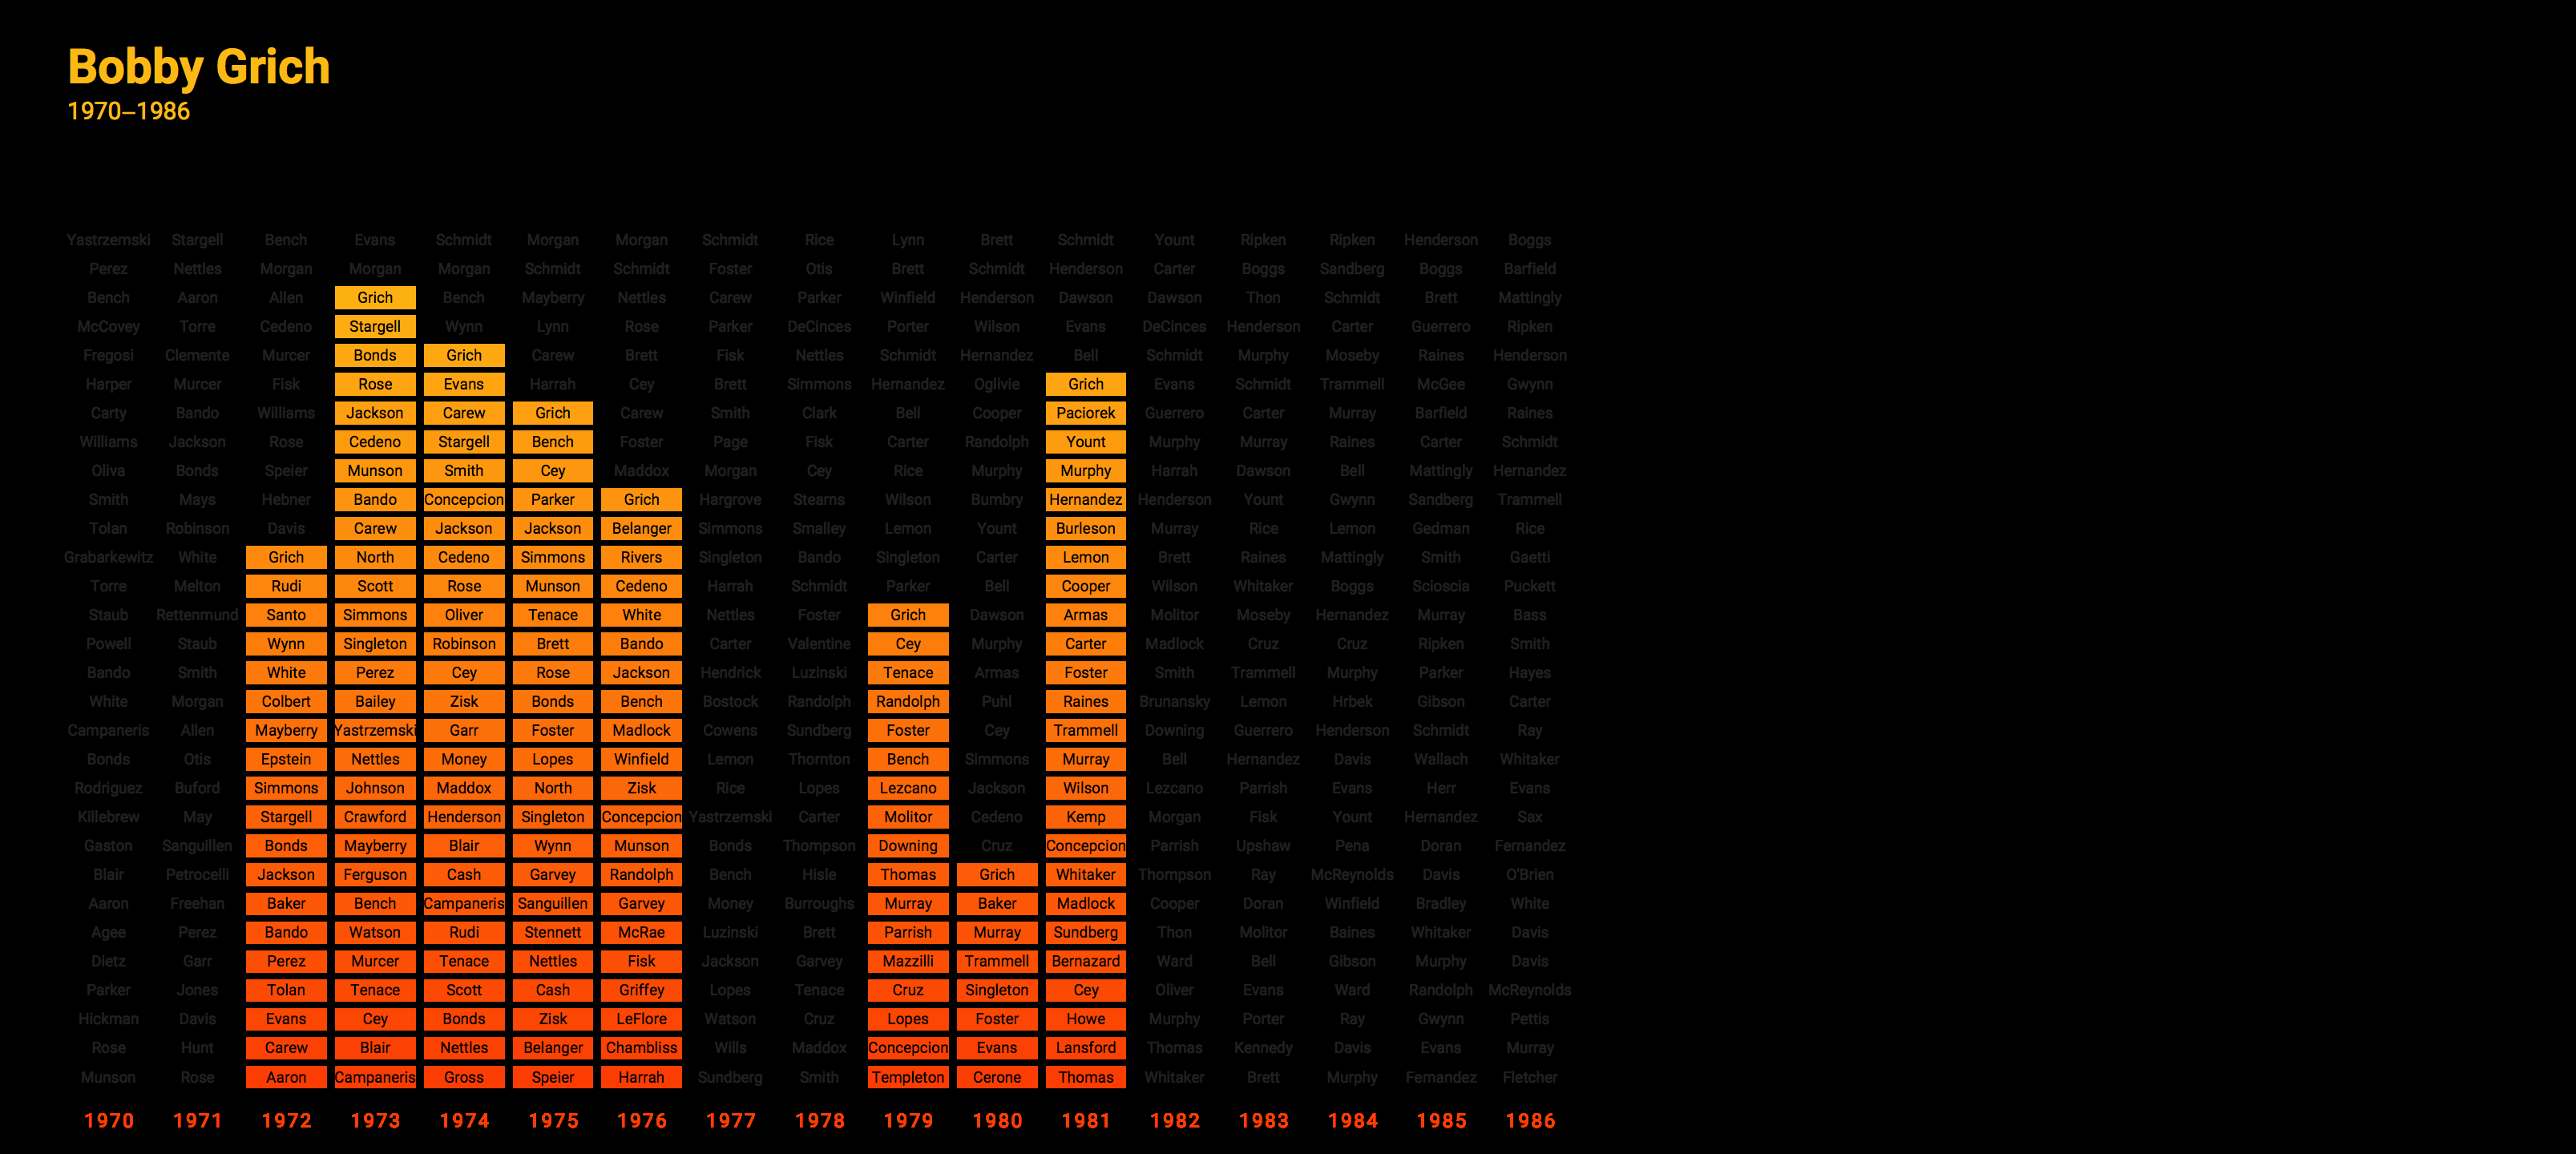 Bobby Grich
1970–1986
Yastrzemski Stargell Bench Evans Schmidt Morgan Morgan Schmidt Rice Lynn Brett Schmidt Yount Ripken Ripken Henderson Boggs
Perez Nettles Morgan Morgan Morgan Schmidt Schmidt Foster Otis Brett Schmidt Henderson Carter Boggs Sandberg Boggs Barfield
Bench Aaron Allen Grich Bench Mayberry Nettles Carew Parker Winfield Henderson Dawson Dawson Thon Schmidt Brett Mattingly
McCovey Torre Cedeno Stargell Wynn Lynn Rose Parker DeCinces Porter Wilson Evans DeCinces Henderson Carter Guerrero Ripken
Fregosi Clemente Murcer Bonds Grich Carew Brett Fisk Nettles Schmidt Hernandez Bell Schmidt Murphy Moseby Raines Henderson
Harper Murcer Fisk Rose Evans Harrah Cey Brett Simmons Hernandez Oglivie Grich Evans Schmidt Trammell McGee Gwynn
Carty Bando Williams Jackson Carew Grich Carew Smith Clark Bell Cooper Paciorek Guerrero Carter Murray Barfield Raines
Williams Jackson Rose Cedeno Stargell Bench Foster Page Fisk Carter Randolph Yount Murphy Murray Raines Carter Schmidt
Oliva Bonds Speier Munson Smith Cey Maddox Morgan Cey Rice Murphy Murphy Harrah Dawson Bell Mattingly Hernandez
Smith Mays Hebner Bando Concepcion Parker Grich Hargrove Stearns Wilson Bumbry Hernandez Henderson Yount Gwynn Sandberg Trammell
Tolan Robinson Davis Carew Jackson Jackson Belanger Simmons Smalley Lemon Yount Burleson Murray Rice Lemon Gedman Rice
Grabarkewitz White Grich North Cedeno Simmons Rivers Singleton Bando Singleton Carter Lemon Brett Raines Mattingly Smith Gaetti
Torre Melton Rudi Scott Rose Munson Cedeno Harrah Schmidt Parker Bell Cooper Wilson Whitaker Boggs Scioscia Puckett
Staub Rettenmund Santo Simmons Oliver Tenace White Nettles Foster Grich Dawson Armas Molitor Moseby Hernandez Murray Bass
Powell Staub Wynn Singleton Robinson Brett Bando Carter Valentine Cey Murphy Carter Madlock Cruz Cruz Ripken Smith
Bando Smith White Perez Cey Rose Jackson Hendrick Luzinski Tenace Armas Foster Smith Trammell Murphy Parker Hayes
White Morgan Colbert Bailey Zisk Bonds Bench Bostock Randolph Randolph Puhl Raines Brunansky Lemon Hrbek Gibson Carter
Campaneris Allen Mayberry Yastrzemski Garr Foster Madlock Cowens Sundberg Foster Cey Trammell Downing Guerrero Henderson Schmidt Ray
Bonds Otis Epstein Nettles Money Lopes Winfield Lemon Thornton Bench Simmons Murray Bell Hernandez Davis Wallach Whitaker
Rodriguez Buford Simmons Johnson Maddox North Zisk Rice Lopes Lezcano Jackson Wilson Lezcano Parrish Evans Herr Evans
Killebrew May Stargell Crawford Henderson Singleton Concepcion Yastrzemski Carter Molitor Cedeno Kemp Morgan Fisk Yount Hernandez Sax
Gaston Sanguillen Bonds Mayberry Blair Wynn Munson Bonds Thompson Downing Cruz Concepcion Parrish Upshaw Pena Doran Fernandez
Blair Petrocelli Jackson Ferguson Cash Garvey Randolph Bench Hisle Thomas Grich Whitaker Thompson Ray McReynolds Davis O'Brien
Aaron Freehan Baker Bench Campaneris Sanguillen Garvey Money Burroughs Murray Baker Madlock Cooper Doran Winfield Bradley White
Agee Perez Bando Watson Rudi Stennett McRae Luzinski Brett Parrish Murray Sundberg Thon Molitor Baines Whitaker Davis
Dietz Garr Perez Murcer Tenace Nettles Fisk Jackson Garvey Mazzilli Trammell Bernazard Ward Bell Gibson Murphy Davis
Parker Jones Tolan Tenace Scott Cash Griffey Lopes Tenace Cruz Singleton Cey Oliver Evans Ward Randolph McReynolds
Hickman Davis Evans Cey Bonds Zisk LeFlore Watson Cruz Lopes Foster Howe Murphy Porter Ray Gwynn Pettis
Rose Hunt Carew Blair Nettles Belanger Chambliss Wills Maddox Concepcion Evans Lansford Thomas Kennedy Davis Evans Murray
Munson Rose Aaron Campaneris Gross Speier Harrah Sundberg Smith Templeton Cerone Thomas Whitaker Brett Murphy Fernandez Fletcher
1970 1971 1972 1973 1974 1975 1976 1977 1978 1979 1980 1981 1982 1983 1984 1985 1986